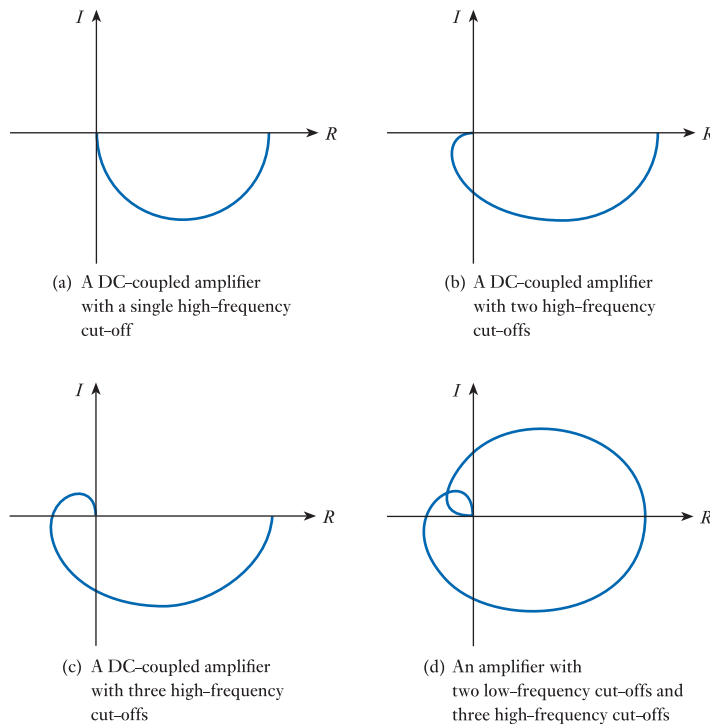 I
R
(a) A DC–coupled amplifier
with a single high–frequency
cut–off
I
R
(b) A DC–coupled amplifier
with two high–frequency
cut–offs
I
R
(c) A DC–coupled amplifier
with three high–frequency
cut–offs
I
R
(d) An amplifier with
two low–frequency cut–offs and
three high–frequency cut–offs